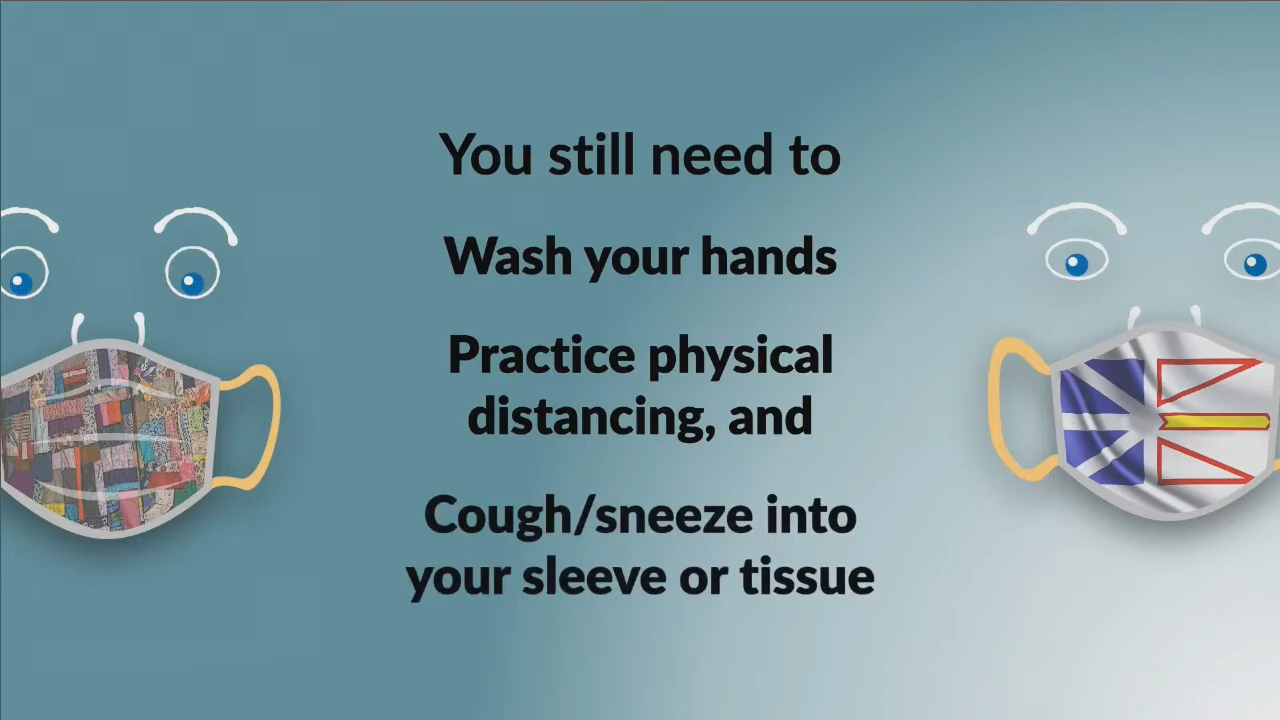 You still need to
Wash your hands
Practice physical
distancing, and
Cough/sneeze into
your sleeve or tissue